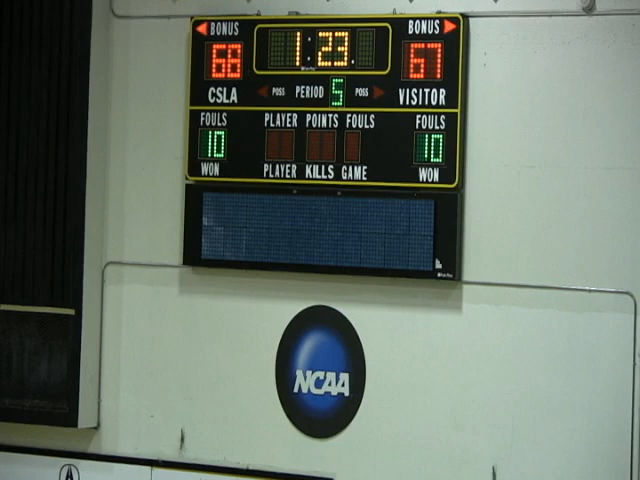 BONUS 1:23. BONUS
68 67
CSLA POSS PERIOD 5 POSS VISITOR
FOULS PLAYER POINTS FOULS FOULS
10 10
WON PLAYER KILLS GAME WON
NCAA